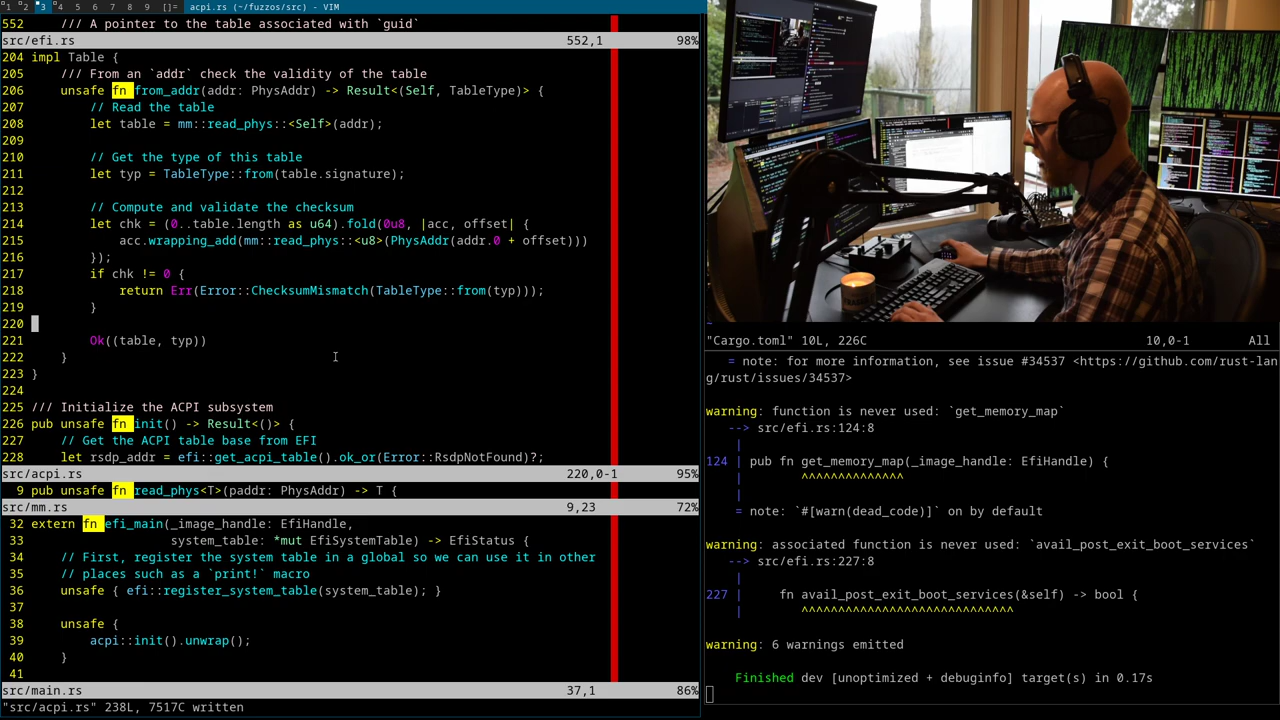 1 2 3 4 5 6 7 8 9 []= acpi.rs (~/fuzzos/src) - VIM
552     /// A pointer to the table associated with `guid`
src/efi.rs 552,1 98%
204 impl Table {
205     /// From an `addr` check the validity of the table
206     unsafe fn from_addr(addr: PhysAddr) -> Result<(Self, TableType)> {
207         // Read the table
208         let table = mm::read_phys::<Self>(addr);
209
210         // Get the type of this table
211         let typ = TableType::from(table.signature);
212
213         // Compute and validate the checksum
214         let chk = (0..table.length as u64).fold(0u8, |acc, offset| {
215             acc.wrapping_add(mm::read_phys::<u8>(PhysAddr(addr.0 + offset)))
216         });
217         if chk != 0 {
218             return Err(Error::ChecksumMismatch(TableType::from(typ)));
219         }
220
221         Ok((table, typ))
222     }
223 }
224
225 /// Initialize the ACPI subsystem
226 pub unsafe fn init() -> Result<()> {
227     // Get the ACPI table base from EFI
228     let rsdp_addr = efi::get_acpi_table().ok_or(Error::RsdpNotFound)?;
src/acpi.rs 220,0-1 95%
9 pub unsafe fn read_phys<T>(paddr: PhysAddr) -> T {
src/mm.rs 9,23 72%
32 extern fn efi_main(_image_handle: EfiHandle,
33                    system_table: *mut EfiSystemTable) -> EfiStatus {
34     // First, register the system table in a global so we can use it in other
35     // places such as a `print!` macro
36     unsafe { efi::register_system_table(system_table); }
37
38     unsafe {
39         acpi::init().unwrap();
40     }
41
src/main.rs 37,1 86%
"src/acpi.rs" 238L, 7517C written
~
"Cargo.toml" 10L, 226C 10,0-1 All
= note: for more information, see issue #34537 <https://github.com/rust-lan
g/rust/issues/34537>
warning: function is never used: `get_memory_map`
--> src/efi.rs:124:8
|
124 | pub fn get_memory_map(_image_handle: EfiHandle) {
|        ^^^^^^^^^^^^^^
|
= note: `#[warn(dead_code)]` on by default
warning: associated function is never used: `avail_post_exit_boot_services`
--> src/efi.rs:227:8
|
227 |     fn avail_post_exit_boot_services(&self) -> bool {
|        ^^^^^^^^^^^^^^^^^^^^^^^^^^^^^
warning: 6 warnings emitted
Finished dev [unoptimized + debuginfo] target(s) in 0.17s